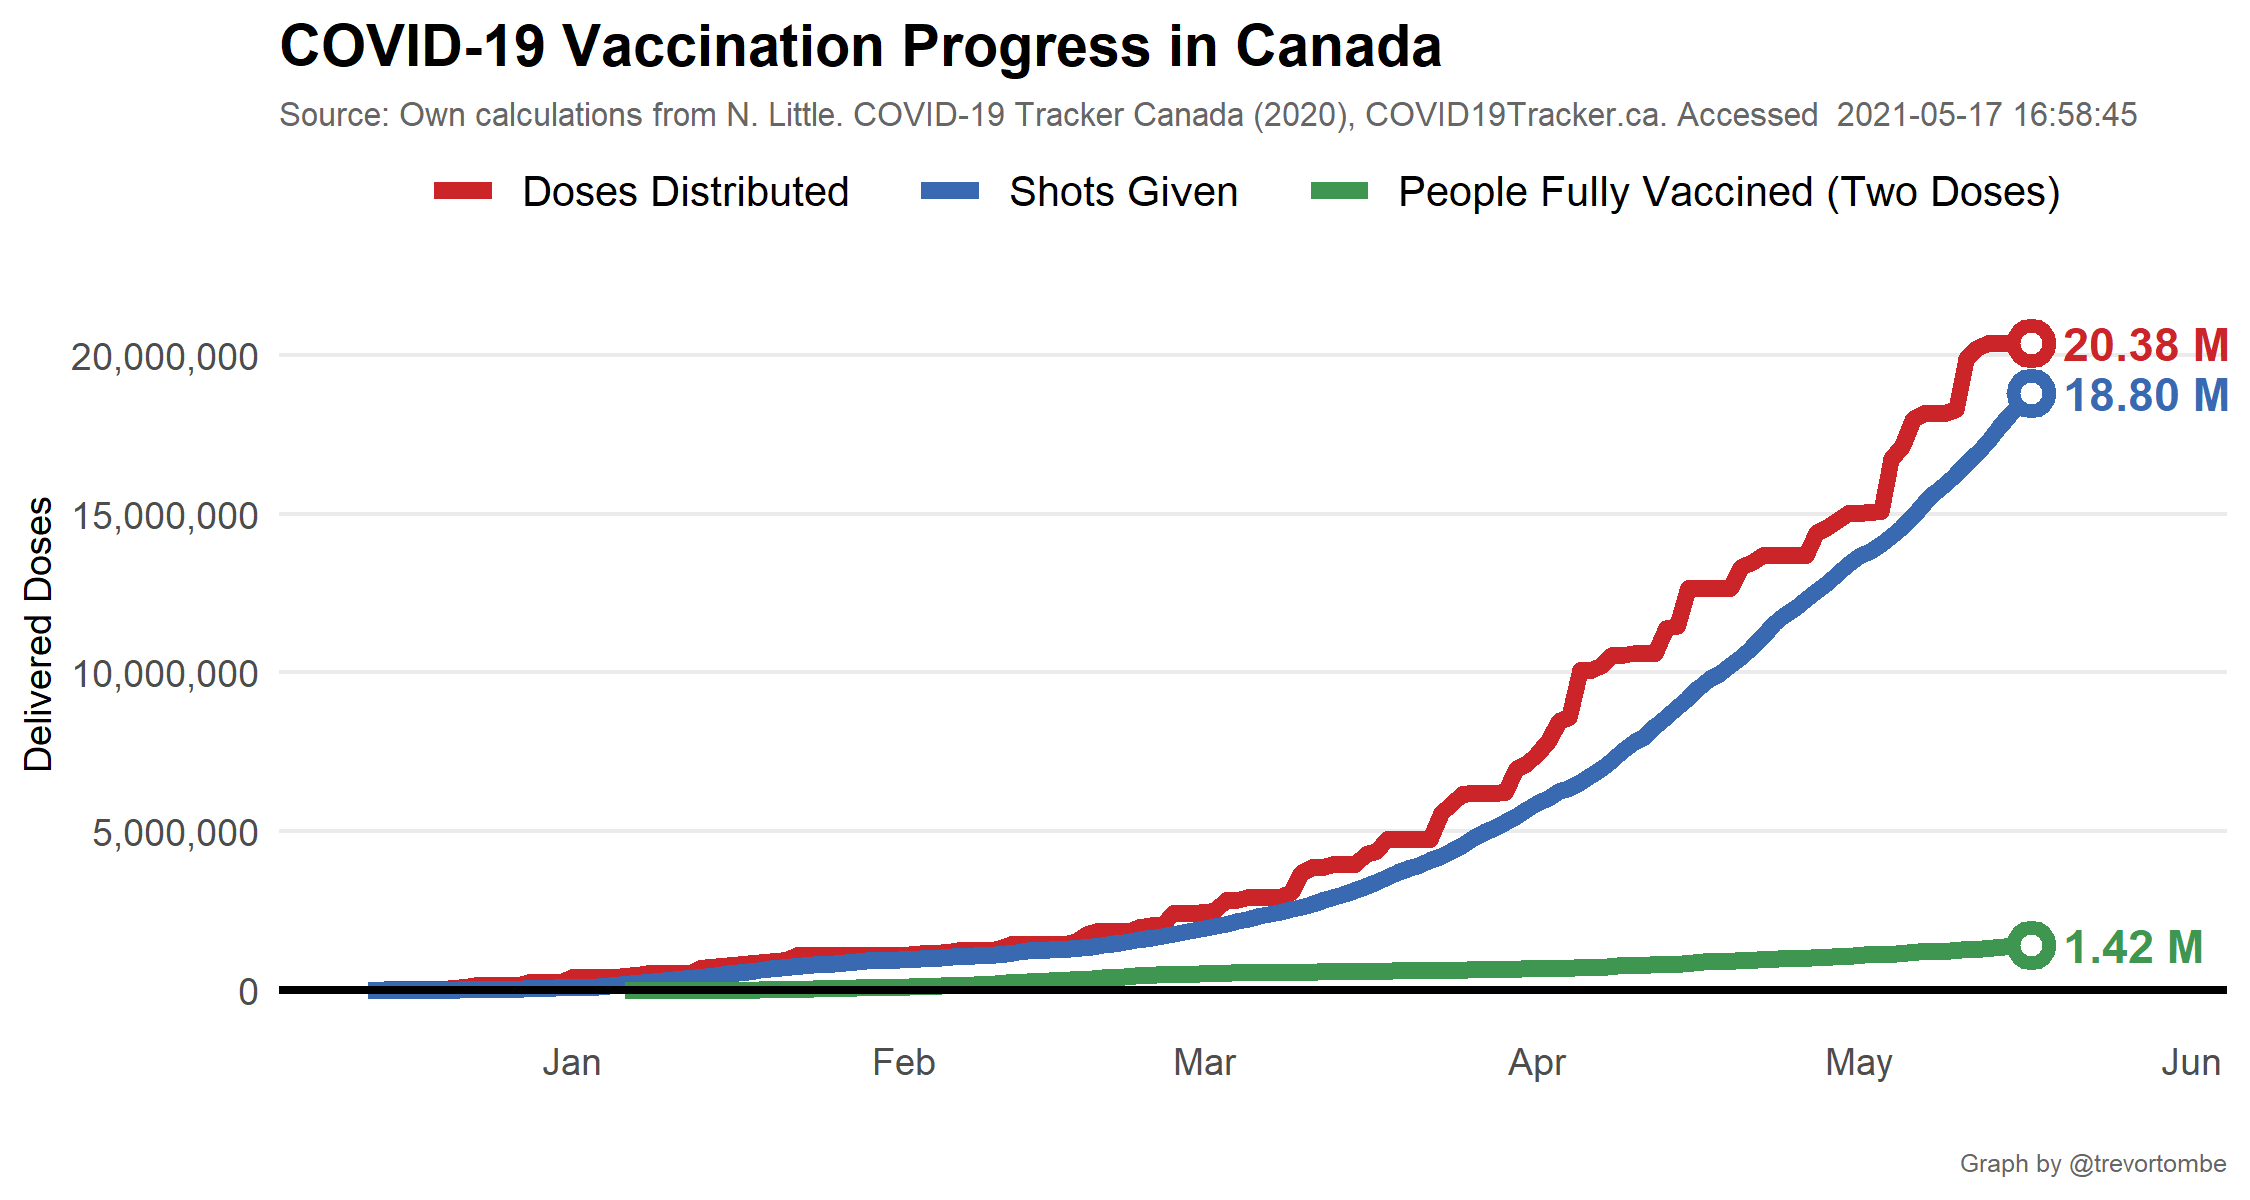 COVID-19 Vaccination Progress in Canada
Source: Own calculations from N. Little. COVID-19 Tracker Canada (2020), COVID19Tracker.ca. Accessed  2021-05-17 16:58:45
Doses Distributed
Shots Given
People Fully Vaccined (Two Doses)
Delivered Doses
20,000,000
15,000,000
10,000,000
5,000,000
0
20.38 M
18.80 M
1.42 M
Jan
Feb
Mar
Apr
May
Jun
Graph by @trevortombe